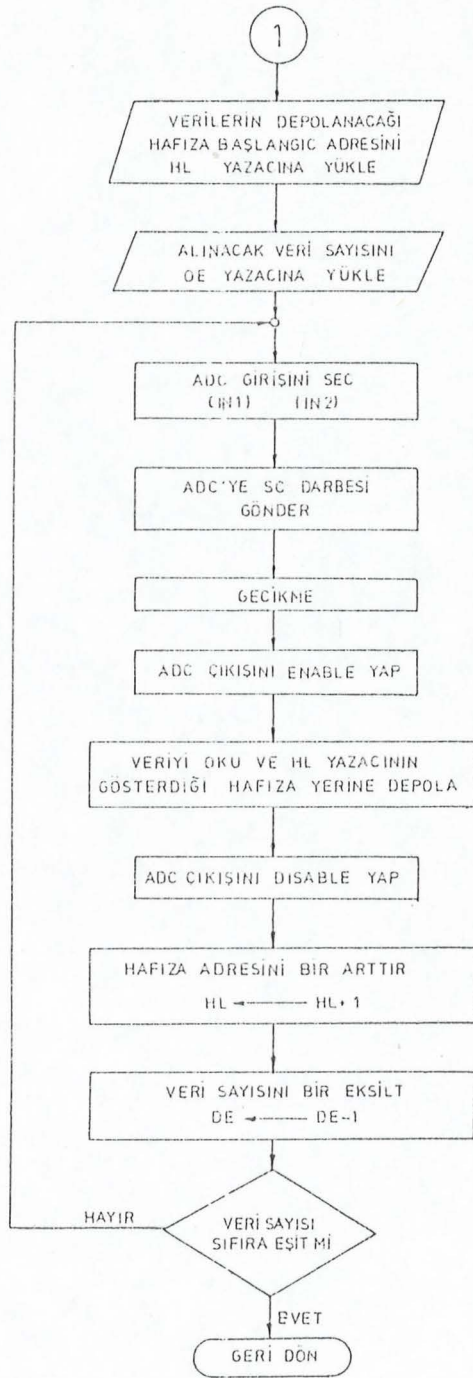 1
VERİLERİN DEPOLANACAĞI
HAFIZA BAŞLANGIC ADRESİNİ
HL YAZACINA YÜKLE
ALINACAK VERİ SAYISINI
DE YAZACINA YÜKLE
ADC GİRİŞİNİ SEC
(IN1) (IN2)
ADC'YE SC DARBESİ
GÖNDER
GECİKME
ADC ÇIKIŞINI ENABLE YAP
VERİYİ OKU VE HL YAZACININ
GÖSTERDİĞİ HAFIZA YERİNE DEPOLA
ADC ÇIKIŞINI DISABLE YAP
HAFIZA ADRESİNİ BİR ARTTIR
HL ← HL+1
VERİ SAYISINI BİR EKSİLT
DE ← DE-1
HAYIR
VERİ SAYISI
SIFIRA EŞİT Mİ
EVET
GERİ DÖN